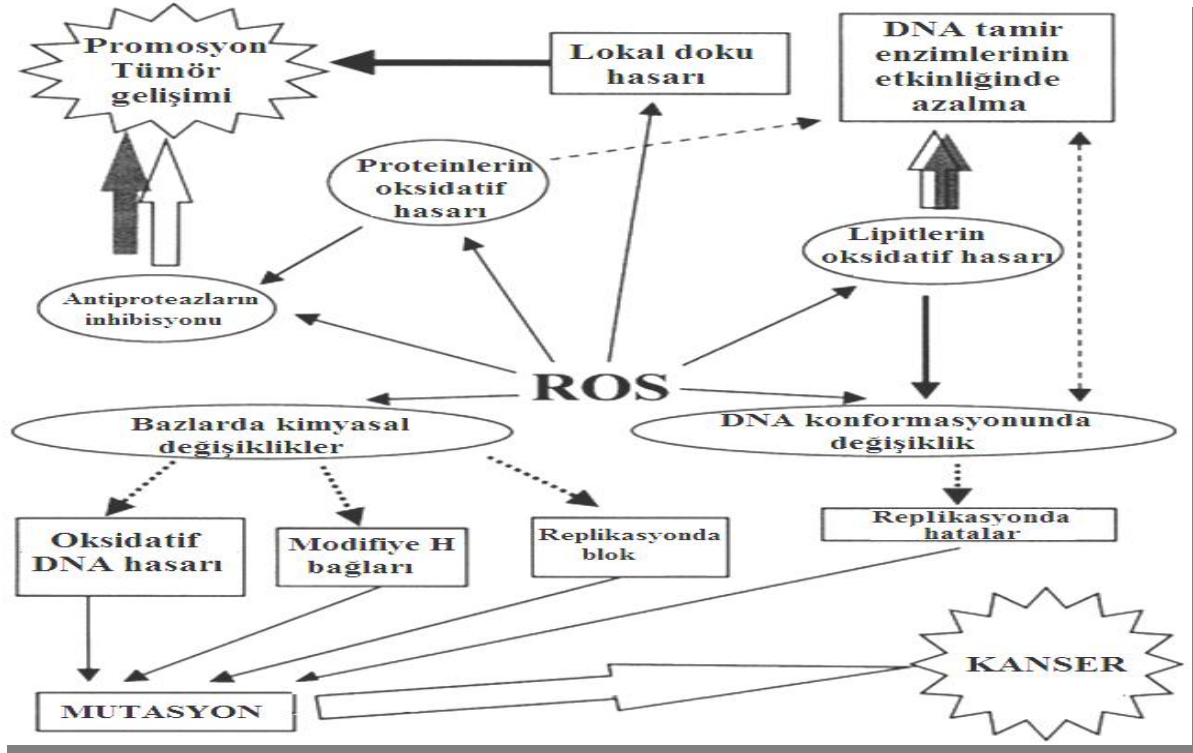 Promosyon
Tümör
gelişimi
Lokal doku
hasarı
DNA tamir
enzimlerinin
etkinliğinde
azalma
Proteinlerin
oksidatif
hasarı
Lipitlerin
oksidatif hasarı
Antiproteazların
inhibisyonu
ROS
Bazlarda kimyasal
değişiklikler
DNA konformasyonunda
değişiklik
Oksidatif
DNA hasarı
Modifiye H
bağları
Replikasyonda
blok
Replikasyonda
hatalar
KANSER
MUTASYON